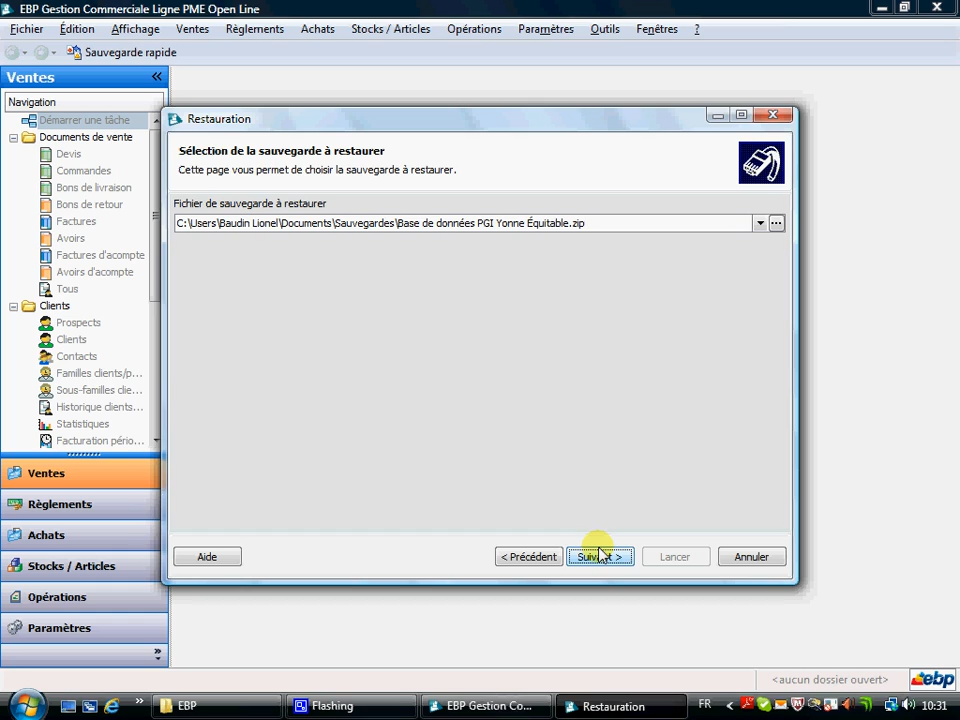 EBP Gestion Commerciale Ligne PME Open Line
Fichier Édition Affichage Ventes Règlements Achats Stocks / Articles Opérations Paramètres Outils Fenêtres ?
Sauvegarde rapide
Ventes
Navigation
Démarrer une tâche
Documents de vente
Devis
Commandes
Bons de livraison
Bons de retour
Factures
Avoirs
Factures d'acompte
Avoirs d'acompte
Tous
Clients
Prospects
Clients
Contacts
Familles clients/p...
Sous-familles clie...
Historique clients...
Statistiques
Facturation pério...
Ventes
Règlements
Achats
Stocks / Articles
Opérations
Paramètres
Restauration
Sélection de la sauvegarde à restaurer
Cette page vous permet de choisir la sauvegarde à restaurer.
Fichier de sauvegarde à restaurer
C:\Users\Baudin Lionel\Documents\Sauvegardes\Base de données PGI Yonne Équitable.zip
Aide < Précédent Suivant > Lancer Annuler
<aucun dossier ouvert> ebp
EBP Flashing EBP Gestion Co... Restauration FR 10:31